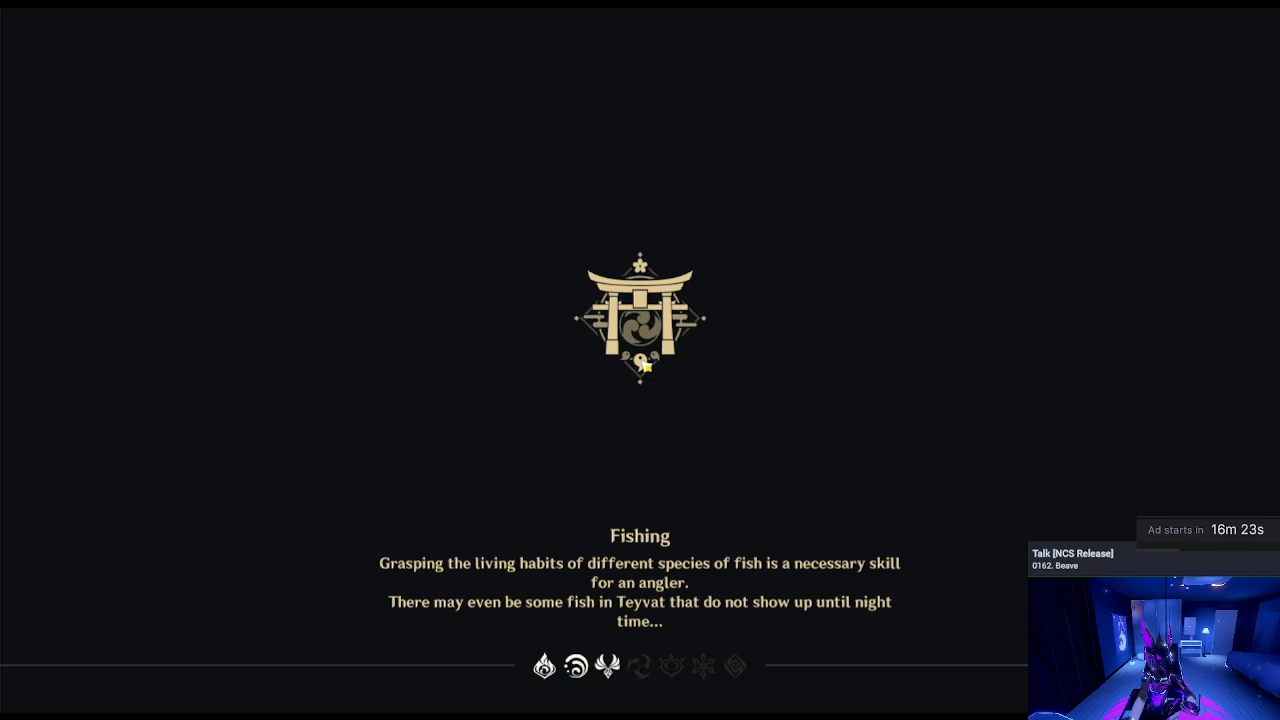 Fishing
Grasping the living habits of different species of fish is a necessary skill
for an angler.
There may even be some fish in Teyvat that do not show up until night
time...
Ad starts in 16m 23s
Talk [NCS Release]
0162. Beave